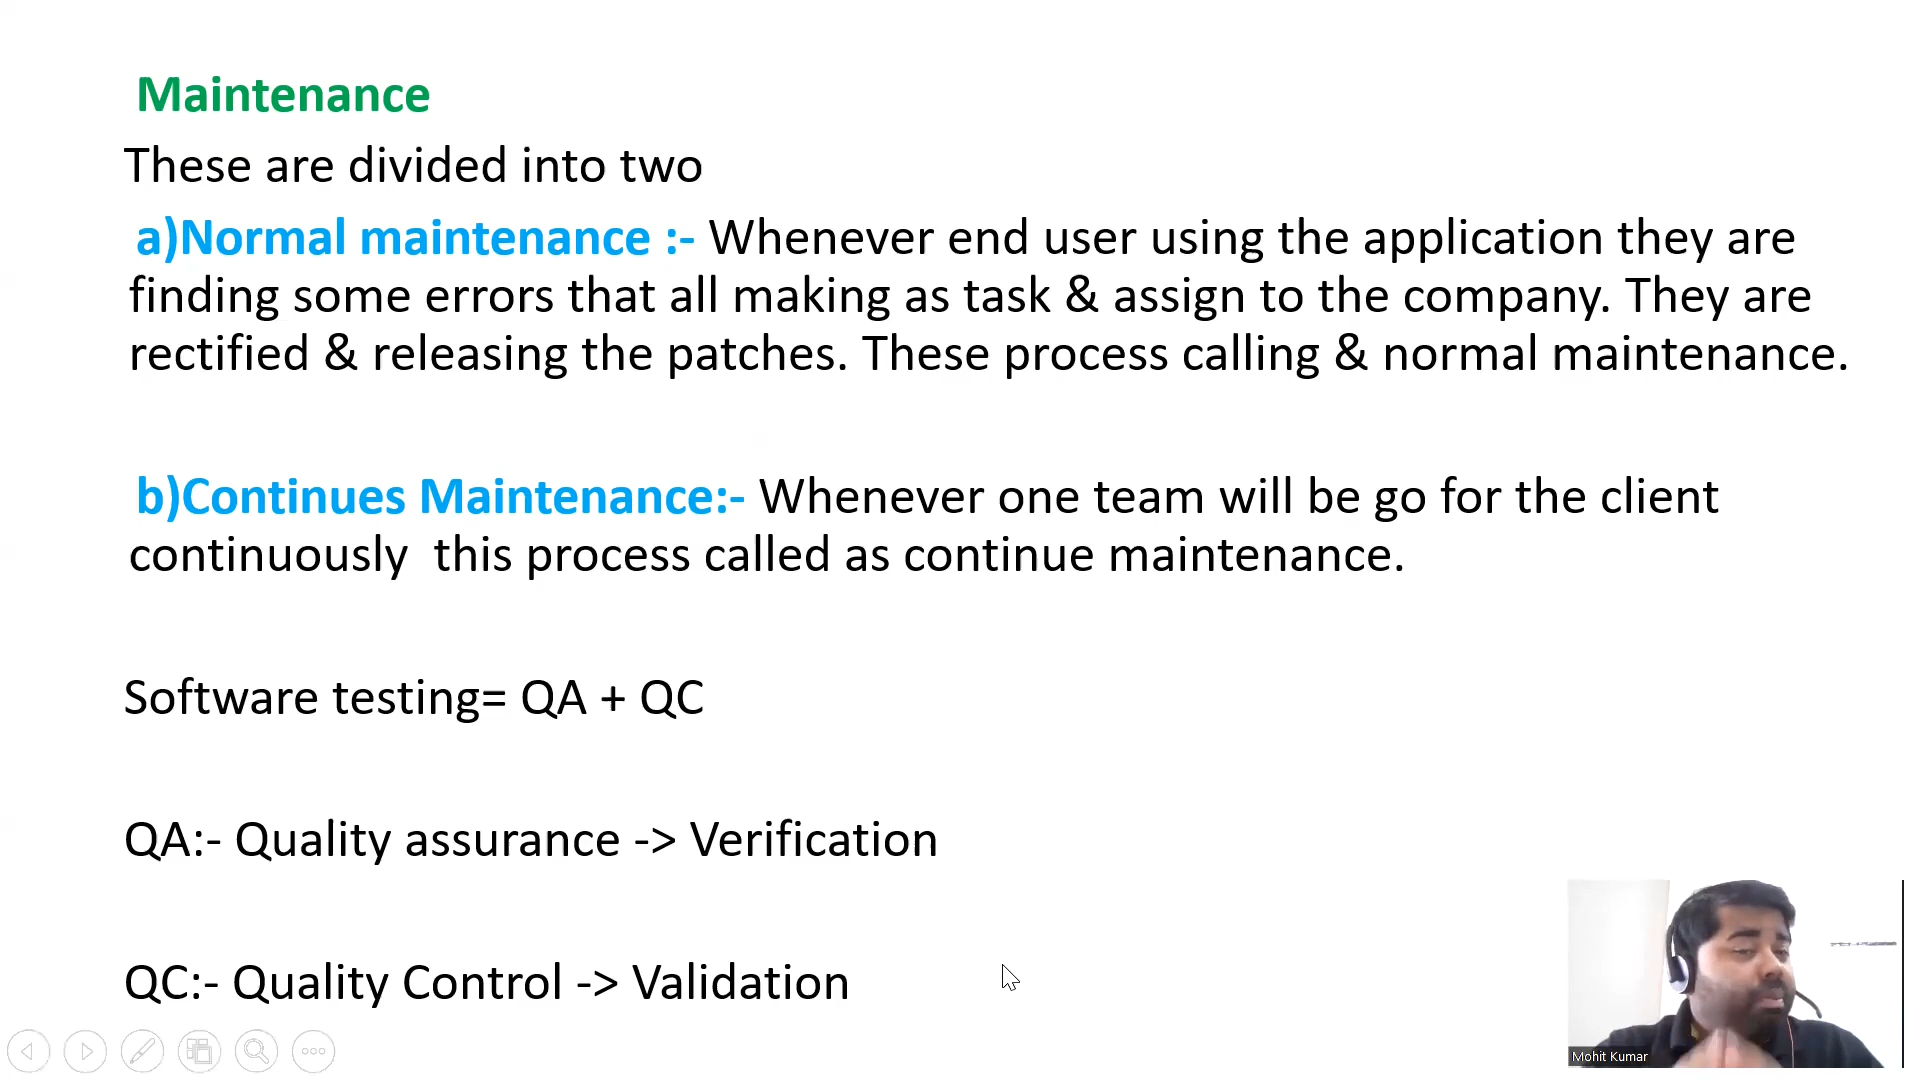 Maintenance
These are divided into two
a)Normal maintenance :- Whenever end user using the application they are
finding some errors that all making as task & assign to the company. They are
rectified & releasing the patches. These process calling & normal maintenance.
b)Continues Maintenance:- Whenever one team will be go for the client
continuously  this process called as continue maintenance.
Software testing= QA + QC
QA:- Quality assurance -> Verification
QC:- Quality Control -> Validation
Mohit Kumar